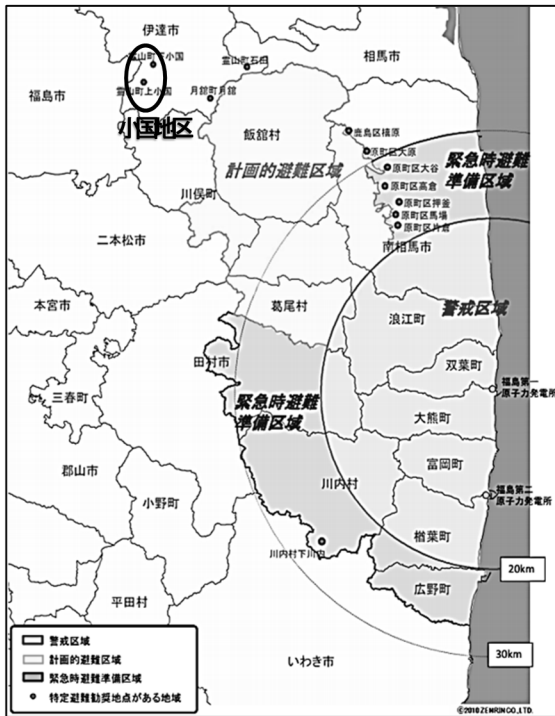 伊達市
霊山町下小国
霊山町石田
相馬市
福島市
霊山町上小国
月舘町月舘
小国地区
飯舘村
鹿島区橲原
原町区大原
計画的避難区域
原町区大谷
緊急時避難
準備区域
原町区高倉
川俣町
原町区押釜
原町区馬場
原町区片倉
二本松市
南相馬市
本宮市
葛尾村
浪江町
警戒区域
田村市
双葉町
三春町
緊急時避難
準備区域
福島第一
原子力発電所
大熊町
郡山市
富岡町
小野町
川内村
福島第二
原子力発電所
楢葉町
川内村下川内
20km
広野町
平田村
いわき市
30km
警戒区域
計画的避難区域
緊急時避難準備区域
特定避難勧奨地点がある地域
©2010 ZENRIN CO.,LTD.